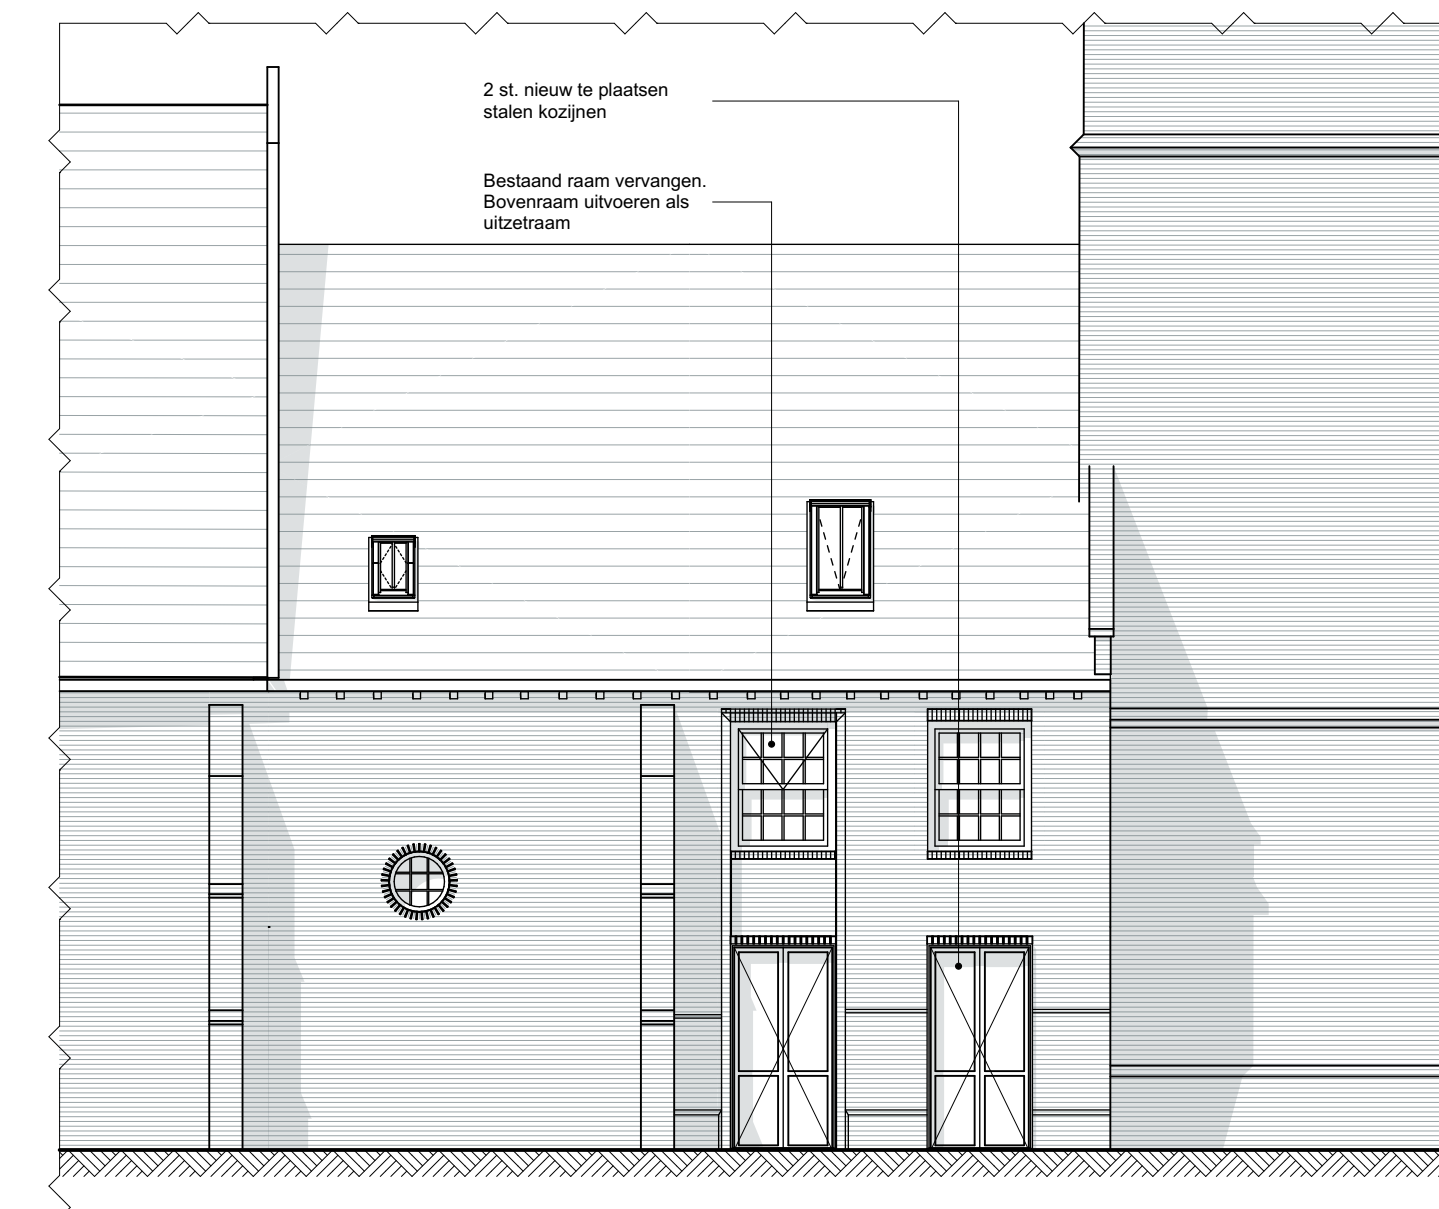 2 st. nieuw te plaatsen
stalen kozijnen
Bestaand raam vervangen.
Bovenraam uitvoeren als
uitzetraam